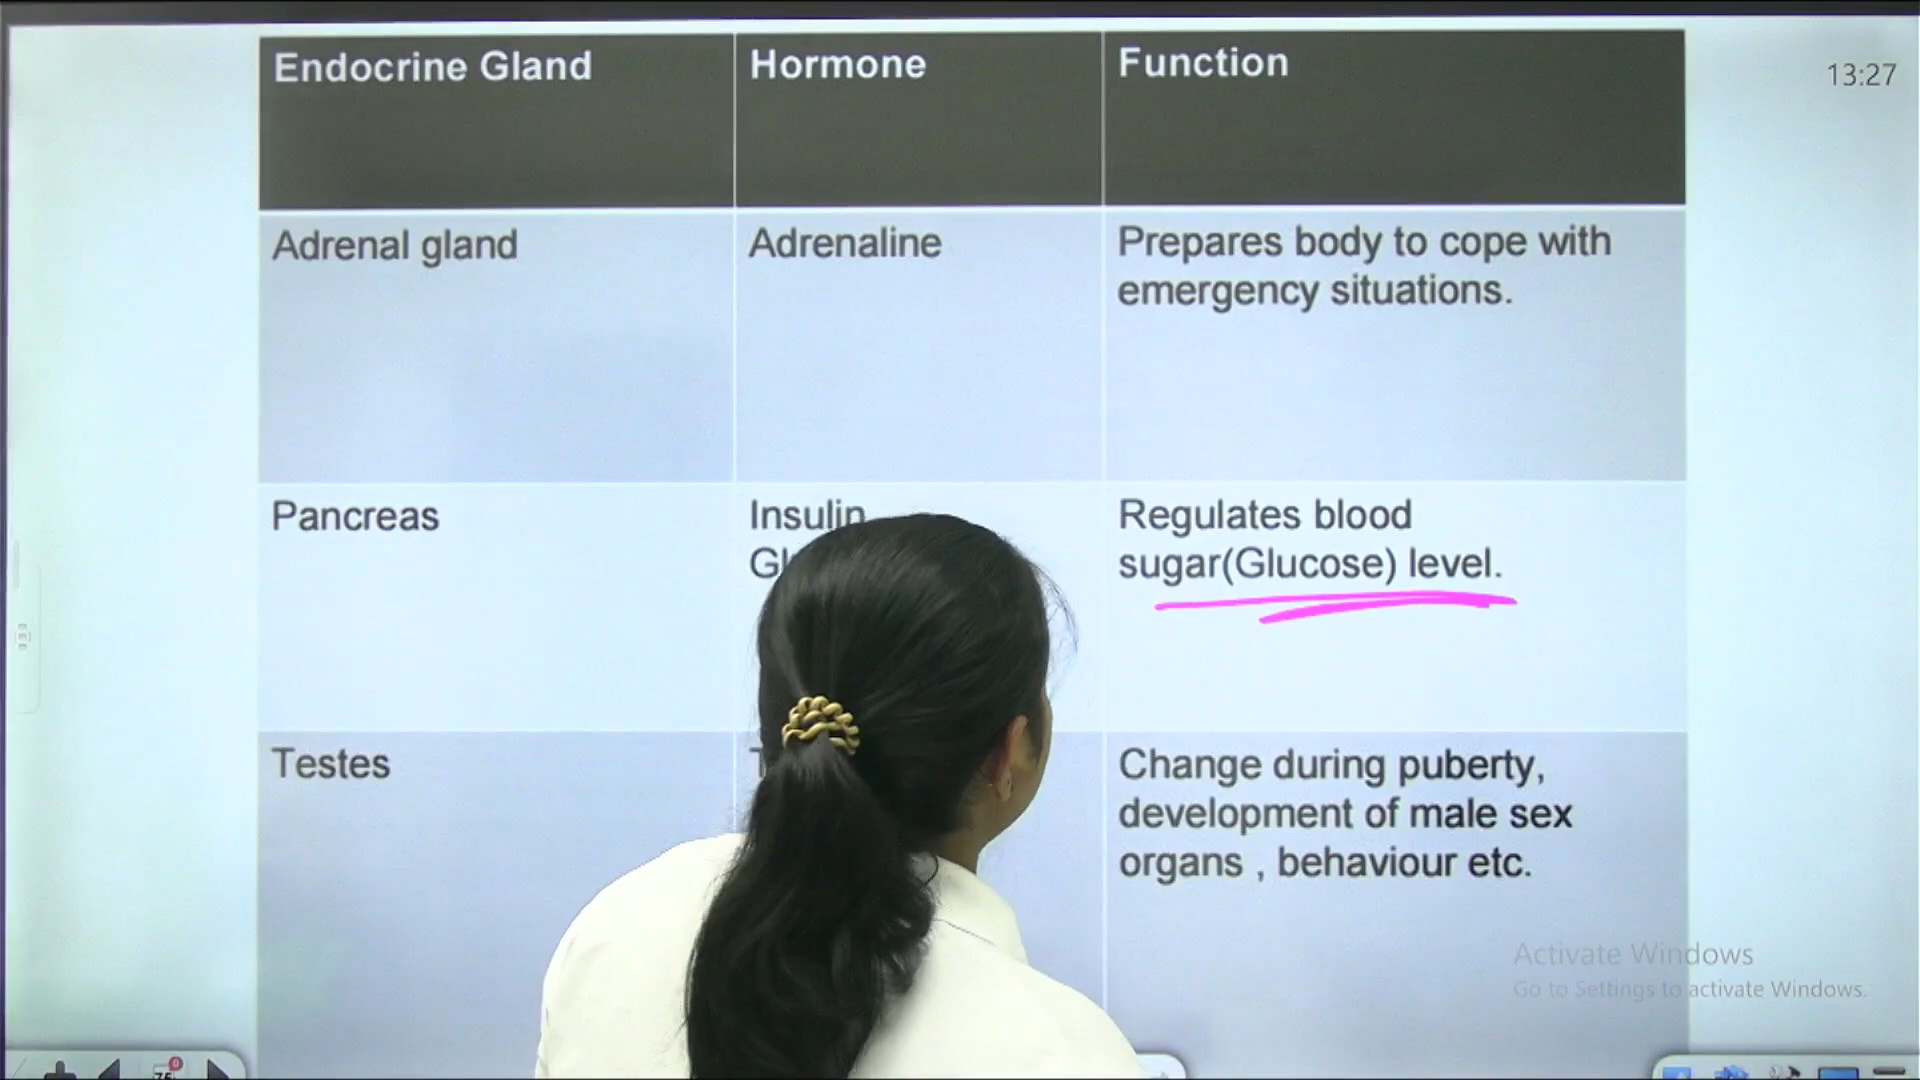 Endocrine Gland
Hormone
Function
13:27
Adrenal gland
Adrenaline
Prepares body to cope with
emergency situations.
Pancreas
Insulin
Regulates blood
sugar(Glucose) level.
Testes
Change during puberty,
development of male sex
organs , behaviour etc.
Activate Windows
Go to Settings to activate Windows.